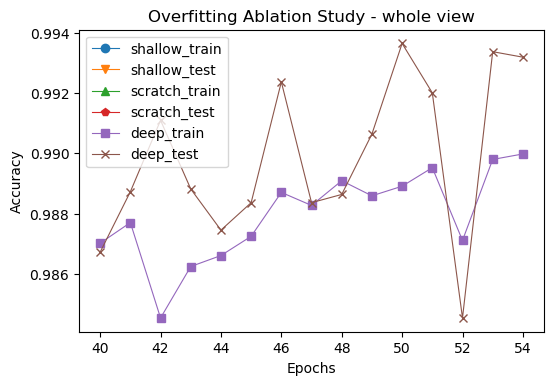 Overfitting Ablation Study - whole view
0.994
0.992
0.990
0.988
0.986
Accuracy
shallow_train
shallow_test
scratch_train
scratch_test
deep_train
deep_test
40
42
44
46
48
50
52
54
Epochs